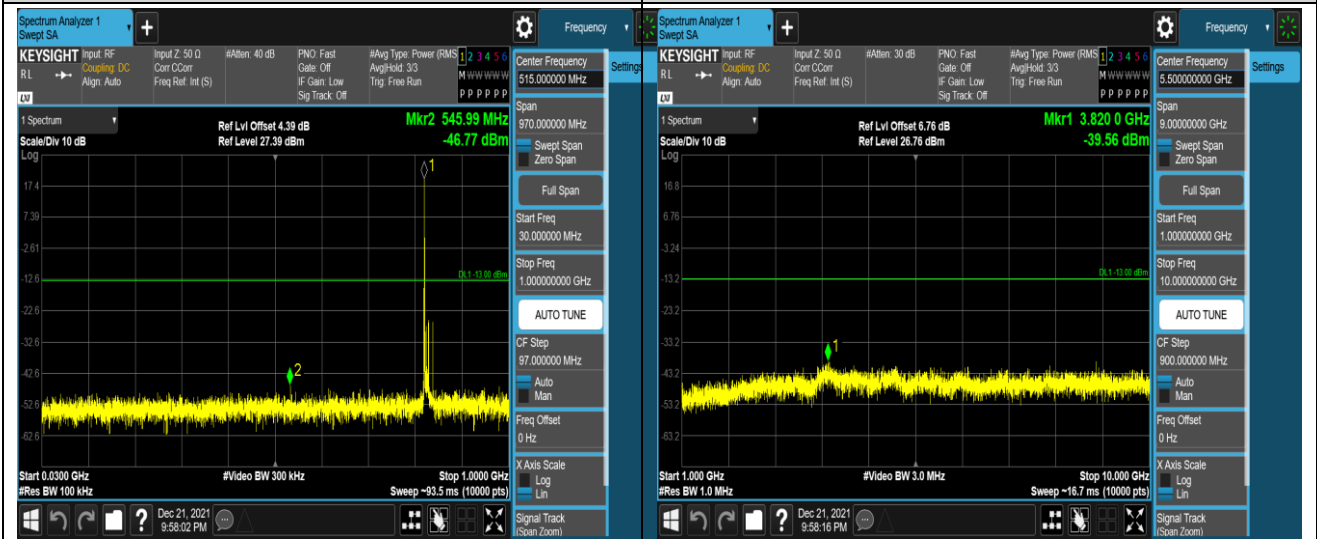 Spectrum Analyzer 1
Swept SA
+
Frequency
KEYSIGHT
RL
LXI
Input: RF
Coupling: DC
Align: Auto
Input Z: 50 Ω
Corr CCorr
Freq Ref: Int (S)
#Atten: 40 dB
PNO: Fast
Gate: Off
IF Gain: Low
Sig Track: Off
#Avg Type: Power (RMS
Avg|Hold: 3/3
Trig: Free Run
1 2 3 4 5 6
M W W W W W
P P P P P P
Center Frequency
515.000000 MHz
Settings
Span
970.000000 MHz
Swept Span
Zero Span
Full Span
Start Freq
30.000000 MHz
Stop Freq
1.000000000 GHz
AUTO TUNE
CF Step
97.000000 MHz
Auto
Man
Freq Offset
0 Hz
X Axis Scale
Log
Lin
Signal Track
(Span Zoom)
1 Spectrum
Scale/Div 10 dB
Log
Ref Lvl Offset 4.39 dB
Ref Level 27.39 dBm
Mkr2 545.99 MHz
-46.77 dBm
1
17.4
7.39
-2.61
DL1 -13.00 dBm
-12.6
-22.6
-32.6
-42.6
2
-52.6
-62.6
Start 0.0300 GHz
#Video BW 300 kHz
Stop 1.0000 GHz
#Res BW 100 kHz
Sweep ~93.5 ms (10000 pts)
?
Dec 21, 2021
9:58:02 PM
Spectrum Analyzer 1
Swept SA
+
Frequency
KEYSIGHT
RL
LXI
Input: RF
Coupling: DC
Align: Auto
Input Z: 50 Ω
Corr CCorr
Freq Ref: Int (S)
#Atten: 30 dB
PNO: Fast
Gate: Off
IF Gain: Low
Sig Track: Off
#Avg Type: Power (RMS
Avg|Hold: 3/3
Trig: Free Run
1 2 3 4 5 6
M W W W W W
P P P P P P
Center Frequency
5.500000000 GHz
Settings
Span
9.00000000 GHz
Swept Span
Zero Span
Full Span
Start Freq
1.000000000 GHz
Stop Freq
10.000000000 GHz
AUTO TUNE
CF Step
900.000000 MHz
Auto
Man
Freq Offset
0 Hz
X Axis Scale
Log
Lin
Signal Track
(Span Zoom)
1 Spectrum
Scale/Div 10 dB
Log
Ref Lvl Offset 6.76 dB
Ref Level 26.76 dBm
Mkr1 3.820 0 GHz
-39.56 dBm
16.8
6.76
-3.24
DL1 -13.00 dBm
-13.2
-23.2
-33.2
1
-43.2
-53.2
-63.2
Start 1.000 GHz
#Video BW 3.0 MHz
Stop 10.000 GHz
#Res BW 1.0 MHz
Sweep ~16.7 ms (10000 pts)
?
Dec 21, 2021
9:58:16 PM